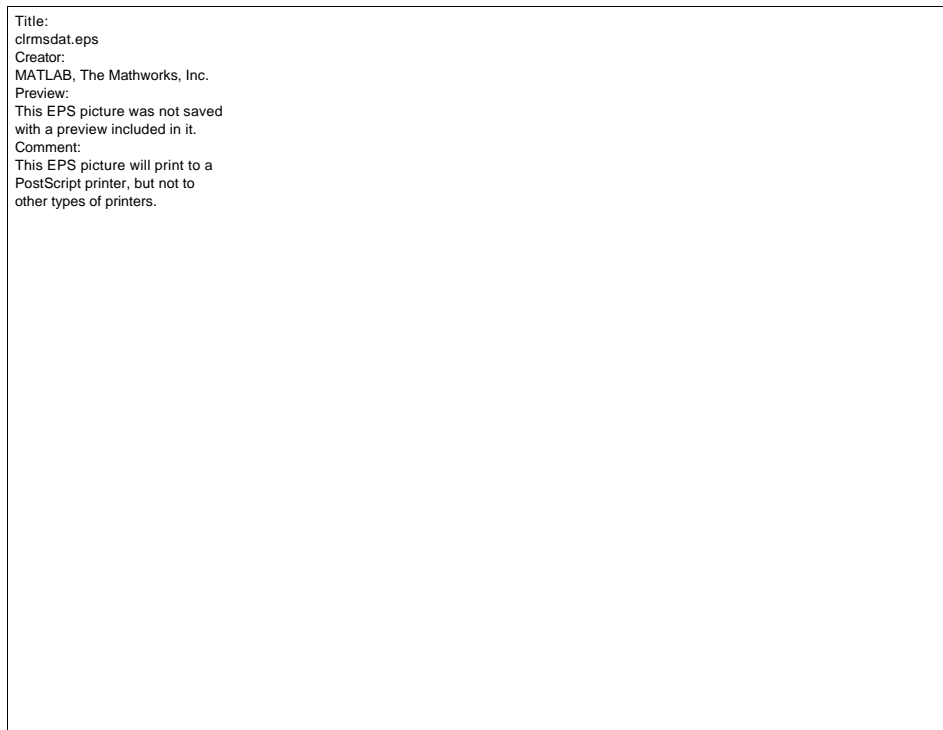 Title:
clrmsdat.eps
Creator:
MATLAB, The Mathworks, Inc.
Preview:
This EPS picture was not saved
with a preview included in it.
Comment:
This EPS picture will print to a
PostScript printer, but not to
other types of printers.